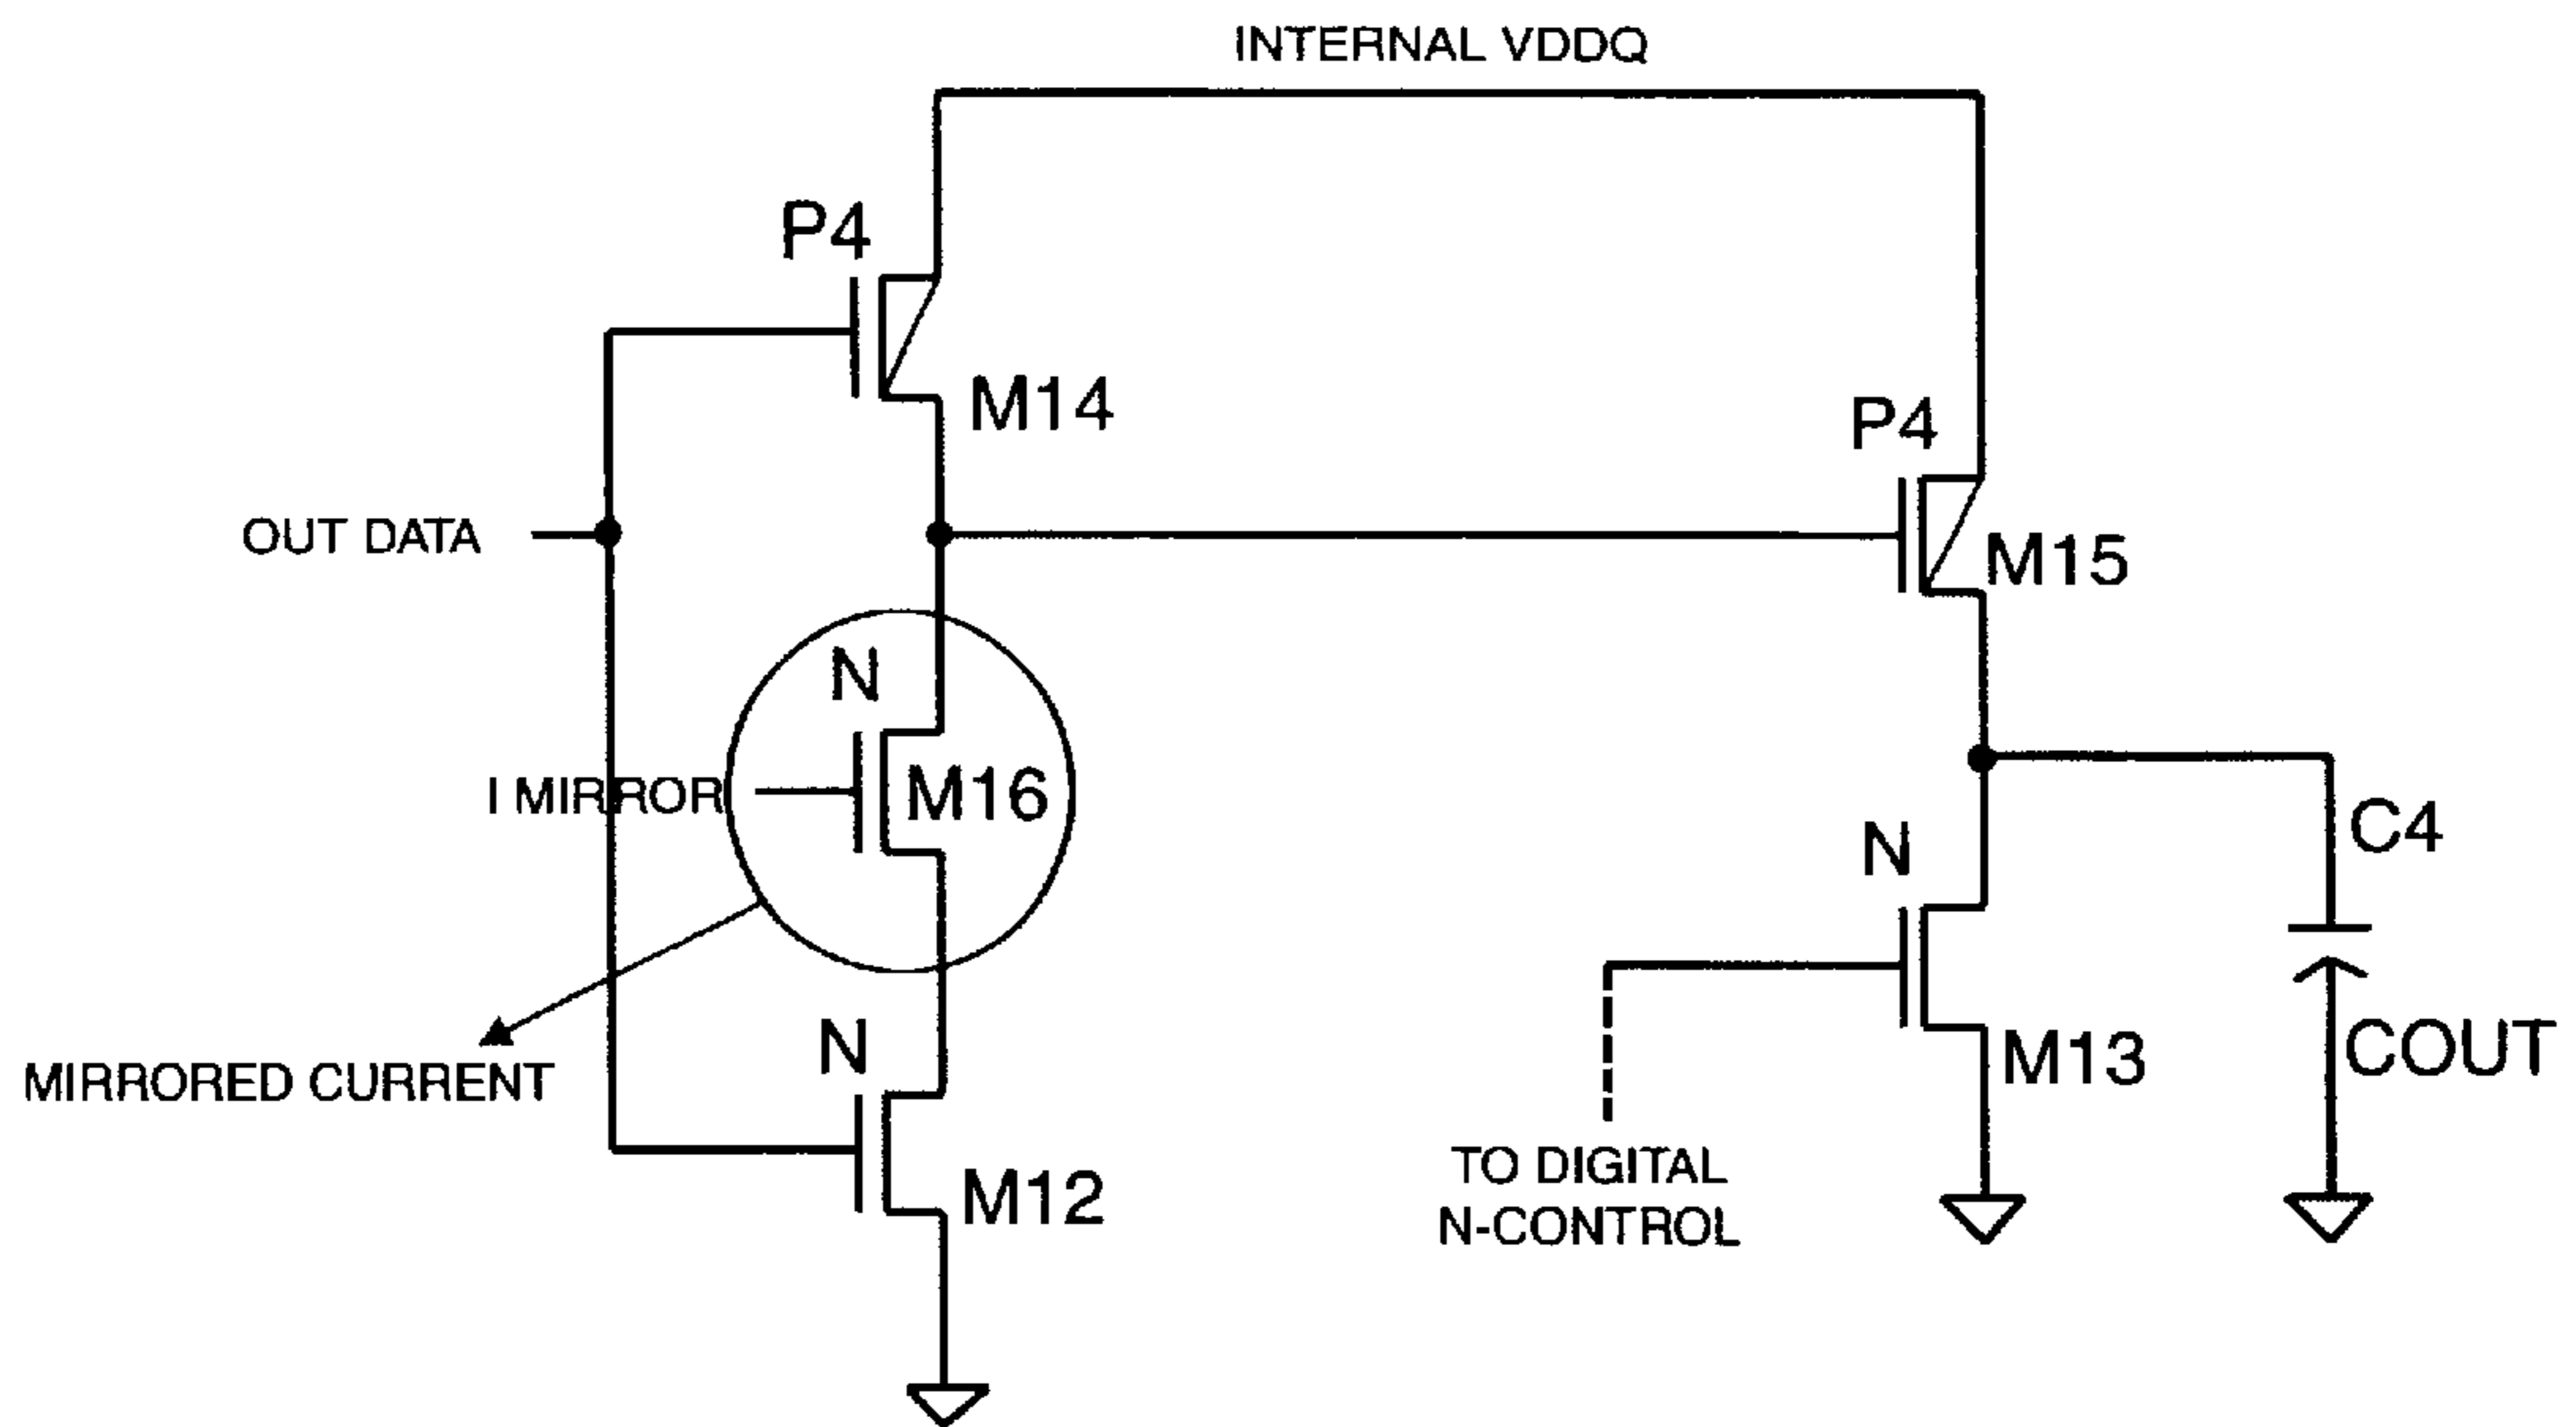 INTERNAL VDDQ
P4
M14
P4
OUT DATA
M15
N
I MIRROR
M16
C4
N
N
COUT
MIRRORED CURRENT
M13
TO DIGITAL
N-CONTROL
M12